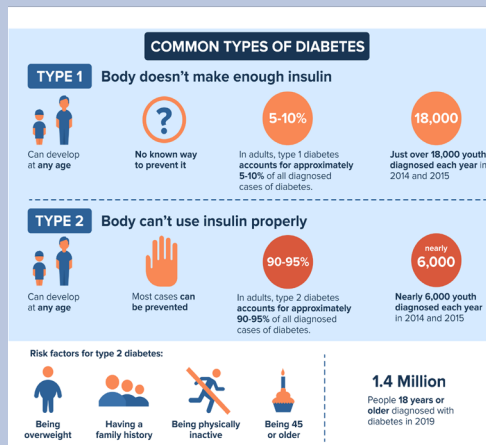 COMMON TYPES OF DIABETES
TYPE 1
Body doesn't make enough insulin
Can develop
at any age
?
No known way
to prevent it
5-10%
In adults, type 1 diabetes
accounts for approximately
5-10% of all diagnosed
cases of diabetes.
18,000
Just over 18,000 youth
diagnosed each year in
2014 and 2015
TYPE 2
Body can't use insulin properly
Can develop
at any age
Most cases can
be prevented
90-95%
In adults, type 2 diabetes
accounts for approximately
90-95% of all diagnosed
cases of diabetes.
nearly
6,000
Nearly 6,000 youth
diagnosed each year
in 2014 and 2015
Risk factors for type 2 diabetes:
Being
overweight
Having a
family history
Being physically
inactive
Being 45
or older
1.4 Million
People 18 years or
older diagnosed with
diabetes in 2019